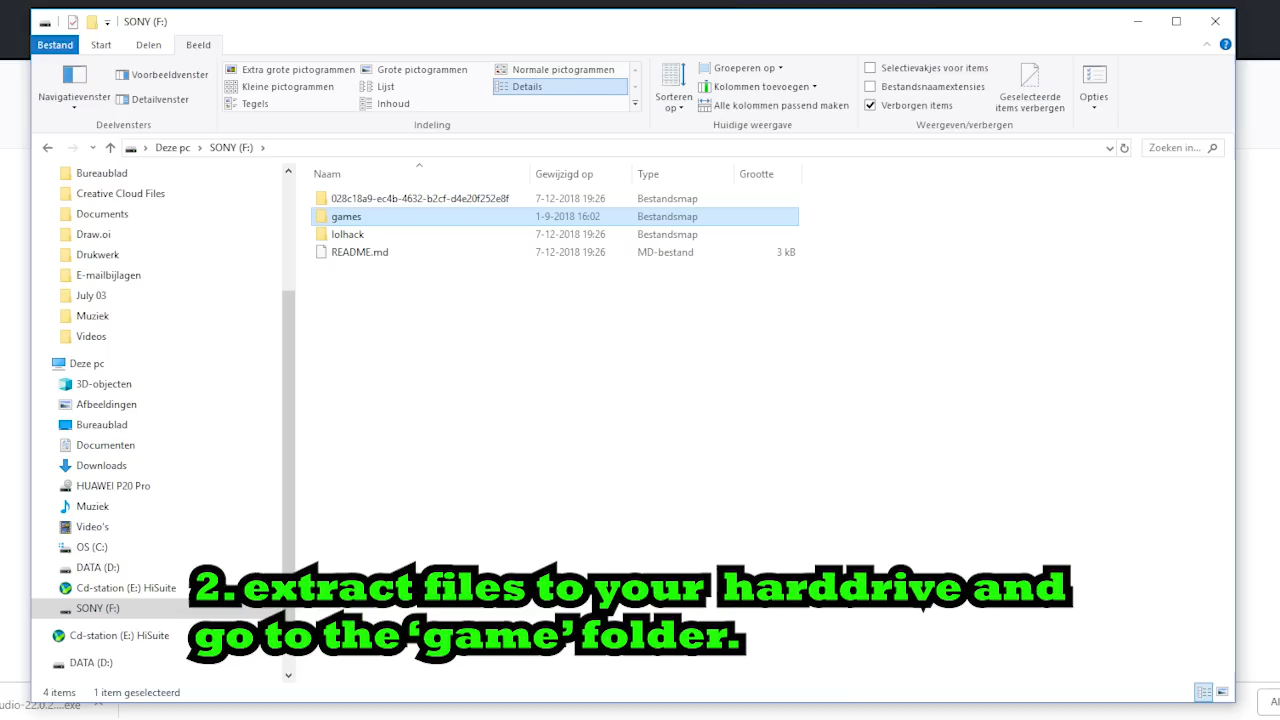 SONY (F:)
Bestand
Start
Delen
Beeld
Navigatievenster
Voorbeeldvenster
Detailvenster
Deelvensters
Extra grote pictogrammen
Grote pictogrammen
Normale pictogrammen
Kleine pictogrammen
Lijst
Details
Tegels
Inhoud
Indeling
Sorteren
op
Groeperen op
Kolommen toevoegen
Alle kolommen passend maken
Huidige weergave
Selectievakjes voor items
Bestandsnaamextensies
Verborgen items
Geselecteerde
items verbergen
Weergeven/verbergen
Opties
Deze pc > SONY (F:) >
Zoeken in...
Bureaublad
Creative Cloud Files
Documents
Draw.oi
Drukwerk
E-mailbijlagen
July 03
Muziek
Videos
Deze pc
3D-objecten
Afbeeldingen
Bureaublad
Documenten
Downloads
HUAWEI P20 Pro
Muziek
Video's
OS (C:)
DATA (D:)
Cd-station (E:) HiSuite
SONY (F:)
Cd-station (E:) HiSuite
DATA (D:)
Naam Gewijzigd op Type Grootte
028c18a9-ec4b-4632-b2cf-d4e20f252e8f 7-12-2018 19:26 Bestandsmap
games 1-9-2018 16:02 Bestandsmap
lolhack 7-12-2018 19:26 Bestandsmap
README.md 7-12-2018 19:26 MD-bestand 3 kB
2. extract files to your harddrive and
go to the ‘game’ folder.
4 items 1 item geselecteerd
udio-22.0.2....exe